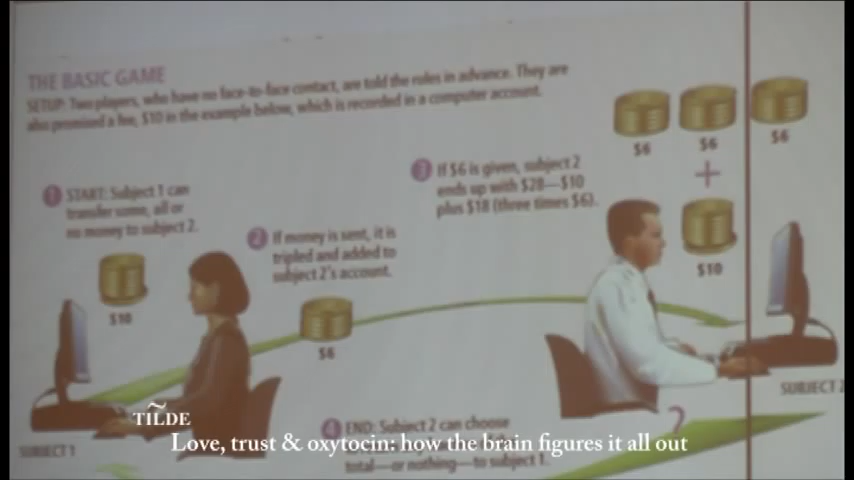 THE BASIC GAME
SETUP: Two players, who have no face-to-face contact, are told the roles in advance. They are
also promised a fee, $10 in the example below, which is recorded in a computer account.
1 START: Subject 1 can
transfer some, all or
no money to subject 2.
$10
2 If money is sent, it is
tripled and added to
subject 2's account.
$6
3 If $6 is given, subject 2
ends up with $28—$10
plus $18 (three times $6).
$6
$6
$6
+
$10
SUBJECT 1
SUBJECT 2
4 END: Subject 2 can choose
total—or nothing—to subject 1.
?
TILDE
Love, trust & oxytocin: how the brain figures it all out